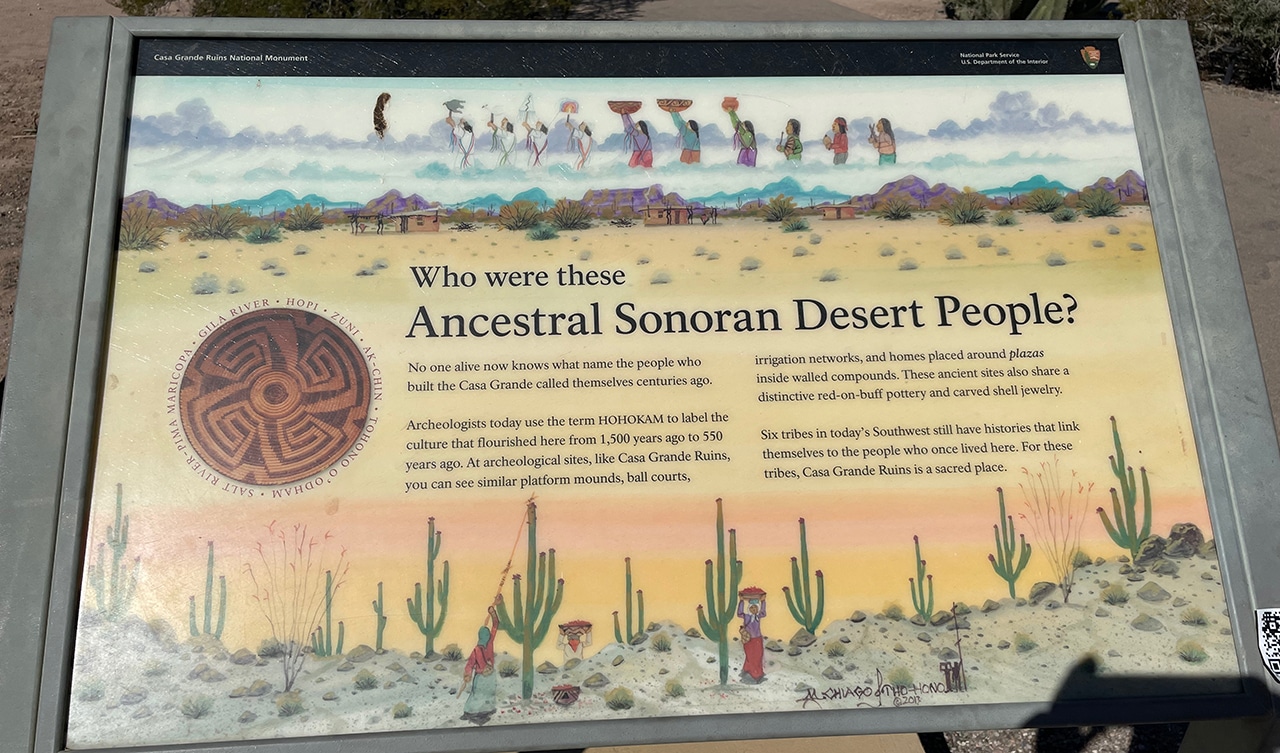 Casa Grande Ruins National Monument
National Park Service
U.S. Department of the Interior
Who were these
Ancestral Sonoran Desert People?
GILA RIVER • HOPI • ZUNI • AK-CHIN • TOHONO O'ODHAM • SALT RIVER-PIMA MARICOPA •
No one alive now knows what name the people who
built the Casa Grande called themselves centuries ago.
Archeologists today use the term HOHOKAM to label the
culture that flourished here from 1,500 years ago to 550
years ago. At archeological sites, like Casa Grande Ruins,
you can see similar platform mounds, ball courts,
irrigation networks, and homes placed around plazas
inside walled compounds. These ancient sites also share a
distinctive red-on-buff pottery and carved shell jewelry.
Six tribes in today's Southwest still have histories that link
themselves to the people who once lived here. For these
tribes, Casa Grande Ruins is a sacred place.
CHIAGO
©2013